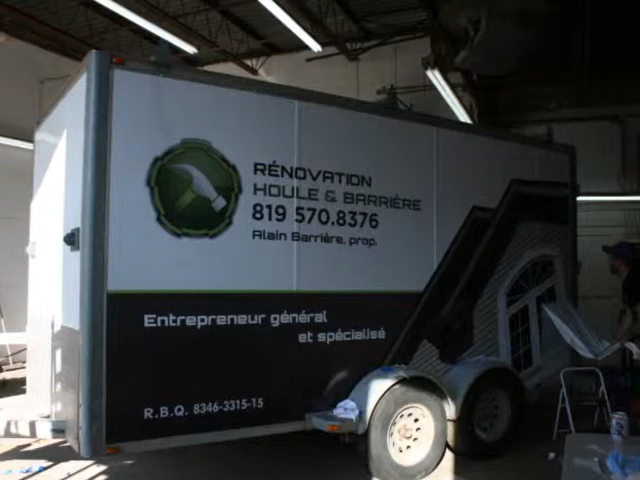 RÉNOVATION
HOULE & BARRIÈRE
819 570.8376
Alain Barrière, prop.
Entrepreneur général
et spécialisé
R.B.Q. 8346-3315-15